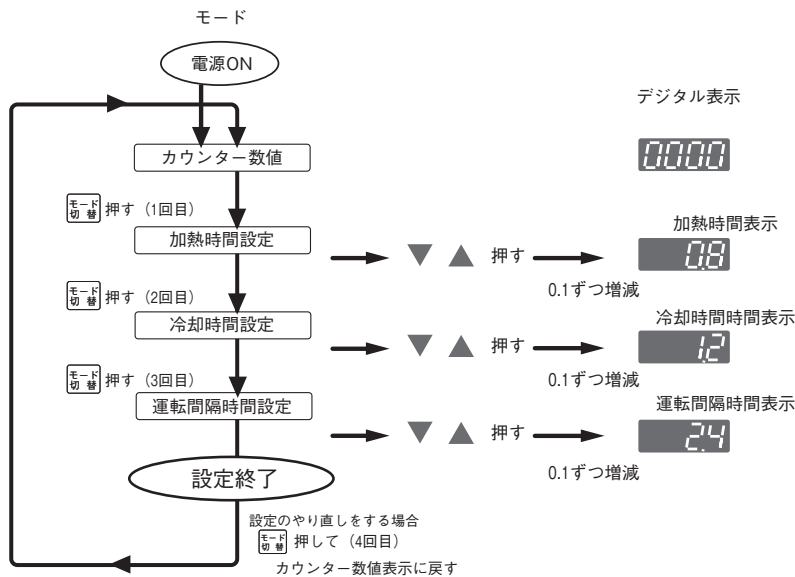 モード
電源ON
デジタル表示
カウンター数値
0000
モード切替 押す（1回目）
加熱時間設定
▼ ▲ 押す
加熱時間表示
0.8
0.1ずつ増減
モード切替 押す（2回目）
冷却時間設定
▼ ▲ 押す
冷却時間時間表示
1.2
0.1ずつ増減
モード切替 押す（3回目）
運転間隔時間設定
▼ ▲ 押す
運転間隔時間表示
2.4
0.1ずつ増減
設定終了
設定のやり直しをする場合
モード切替 押して（4回目）
カウンター数値表示に戻す